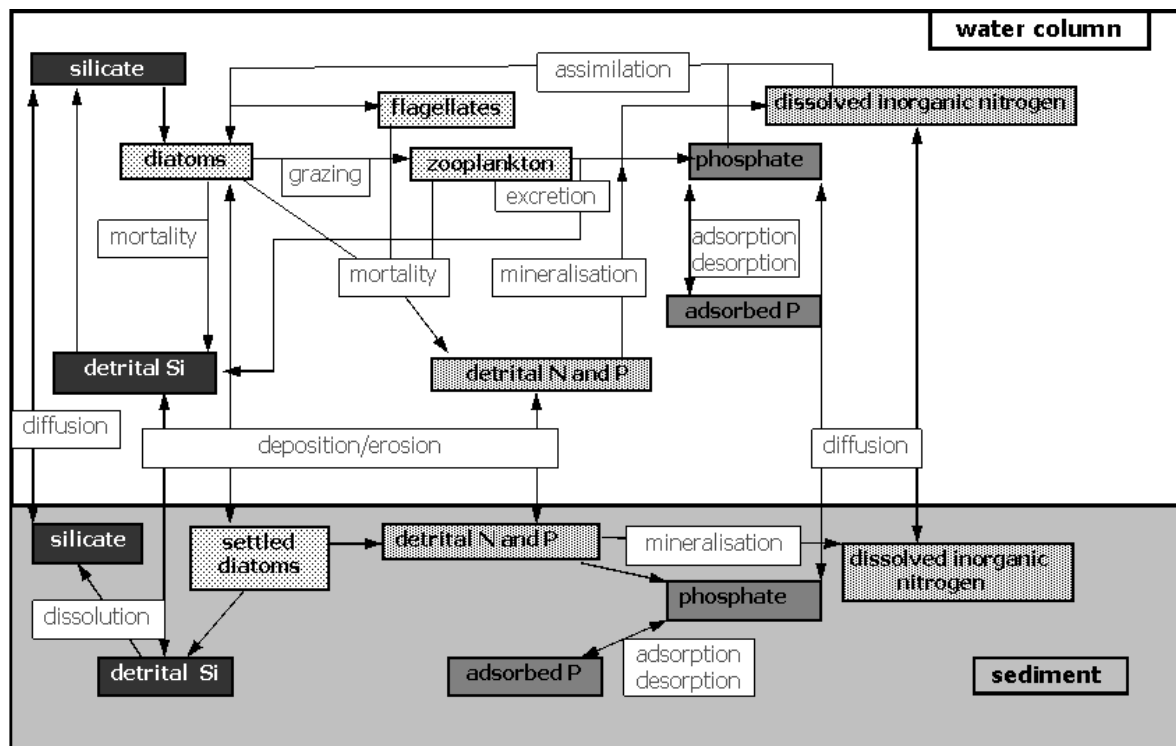 water column
silicate
assimilation
dissolved inorganic nitrogen
flagellates
diatoms
grazing
zooplankton
phosphate
excretion
mortality
adsorption
desorption
mortality
mineralisation
adsorbed P
detrital Si
detrital N and P
diffusion
deposition/erosion
diffusion
silicate
settled
diatoms
detrital N and P
mineralisation
dissolved inorganic
nitrogen
phosphate
dissolution
detrital Si
adsorbed P
adsorption
desorption
sediment